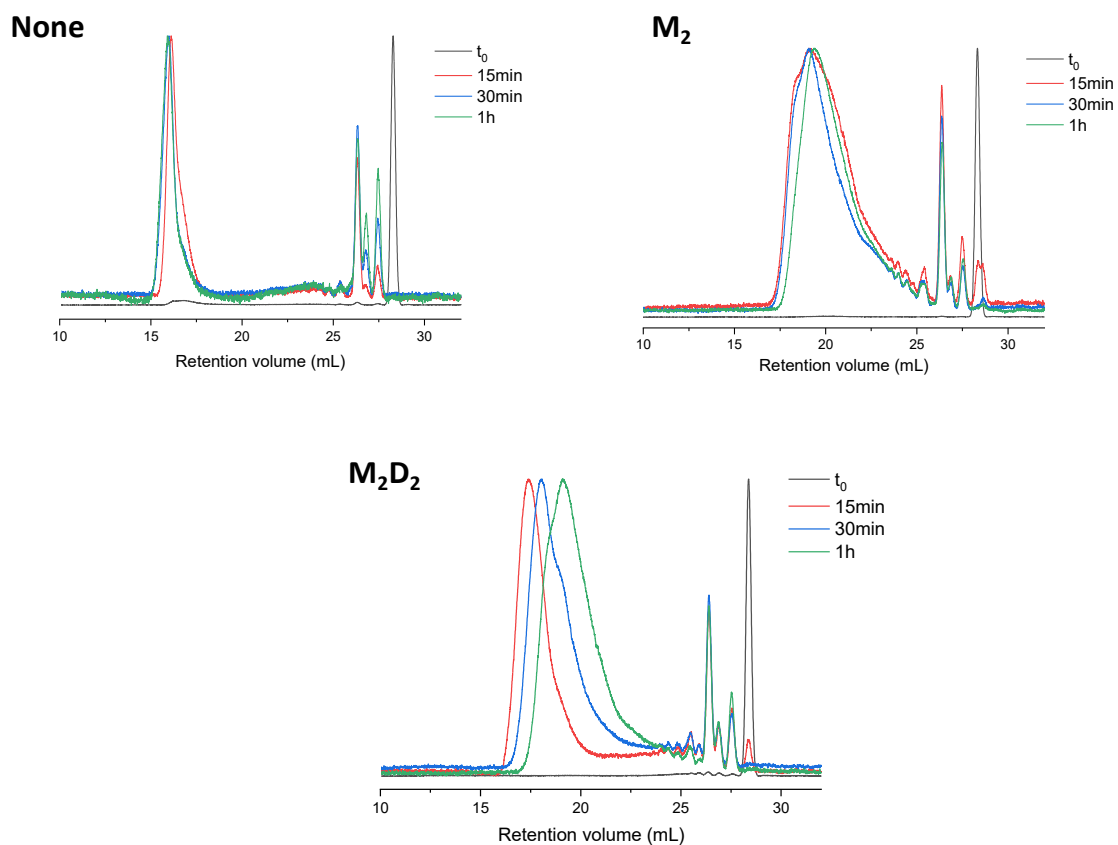 None
t₀
15min
30min
1h
10 15 20 25 30
Retention volume (mL)
M₂
t₀
15min
30min
1h
10 15 20 25 30
Retention volume (mL)
M₂D₂
t₀
15min
30min
1h
10 15 20 25 30
Retention volume (mL)